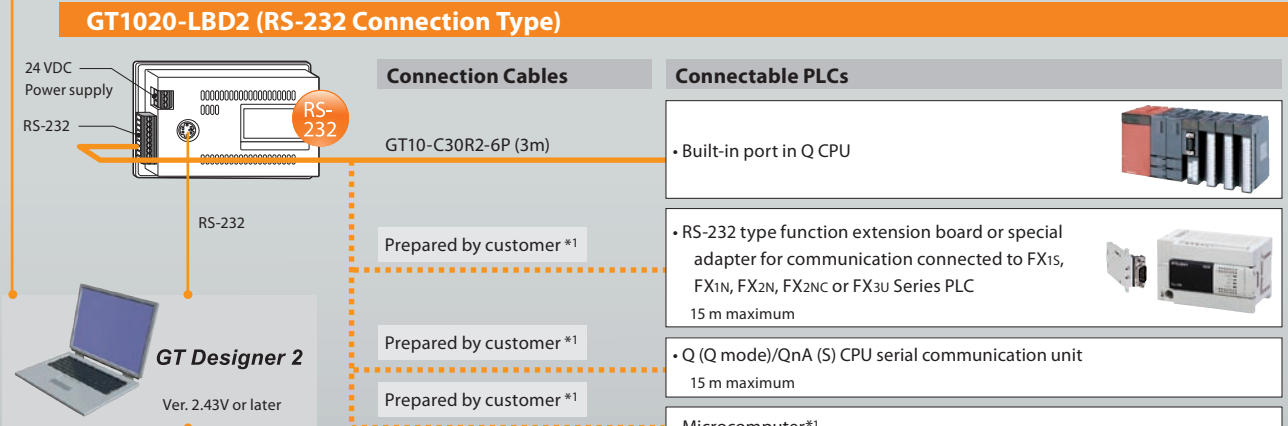 GT1020-LBD2 (RS-232 Connection Type)
24 VDC
Power supply
RS-232
RS-
232
RS-232
GT Designer 2
Ver. 2.43V or later
Connection Cables
Connectable PLCs
GT10-C30R2-6P (3m)
• Built-in port in Q CPU
Prepared by customer *1
• RS-232 type function extension board or special
adapter for communication connected to FX1S,
FX1N, FX2N, FX2NC or FX3U Series PLC
15 m maximum
Prepared by customer *1
• Q (Q mode)/QnA (S) CPU serial communication unit
15 m maximum
Prepared by customer *1
• Microcomputer*1